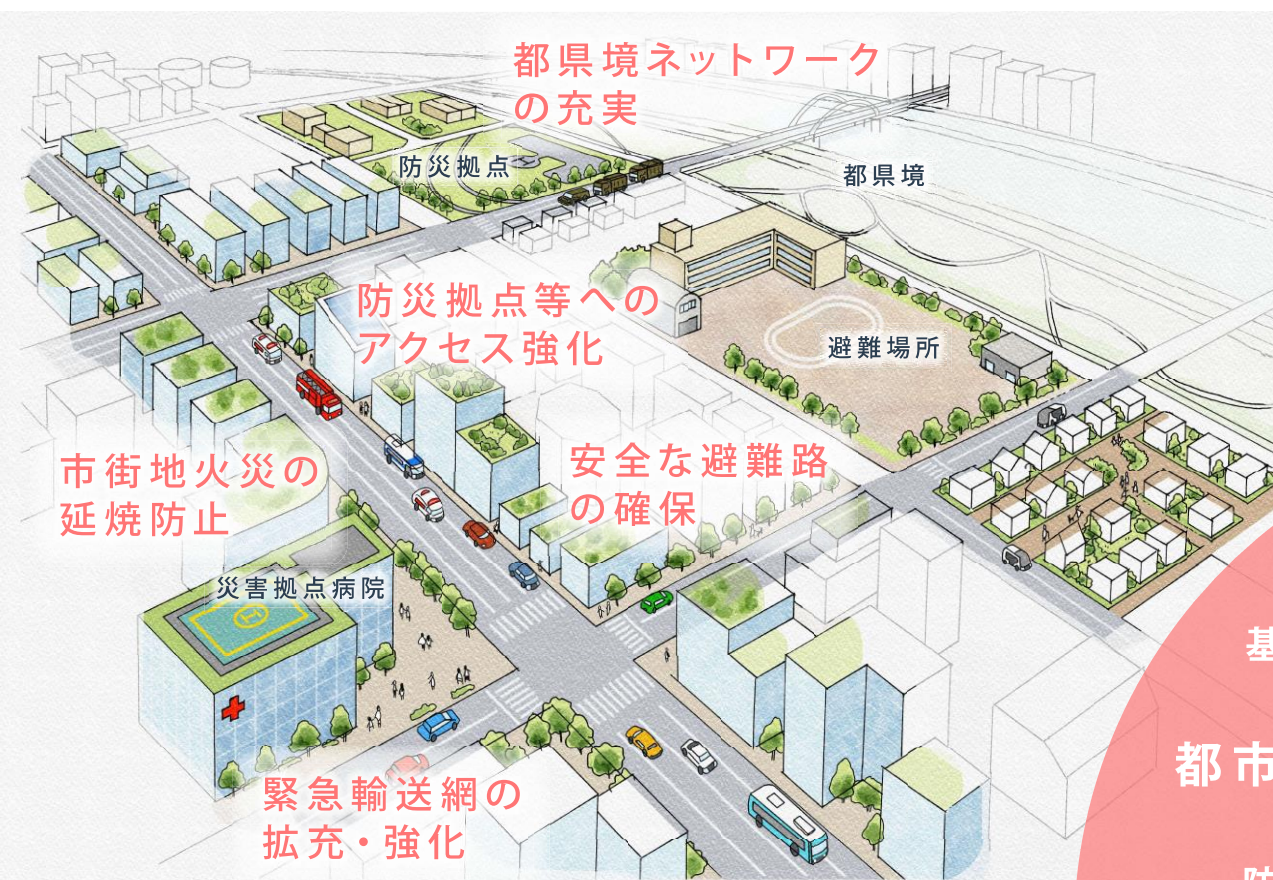 都県境ネットワーク
の充実
防災拠点
都県境
防災拠点等への
アクセス強化
避難場所
市街地火災の
延焼防止
安全な避難路
の確保
災害拠点病院
H
基
都市
緊急輸送網の
拡充・強化